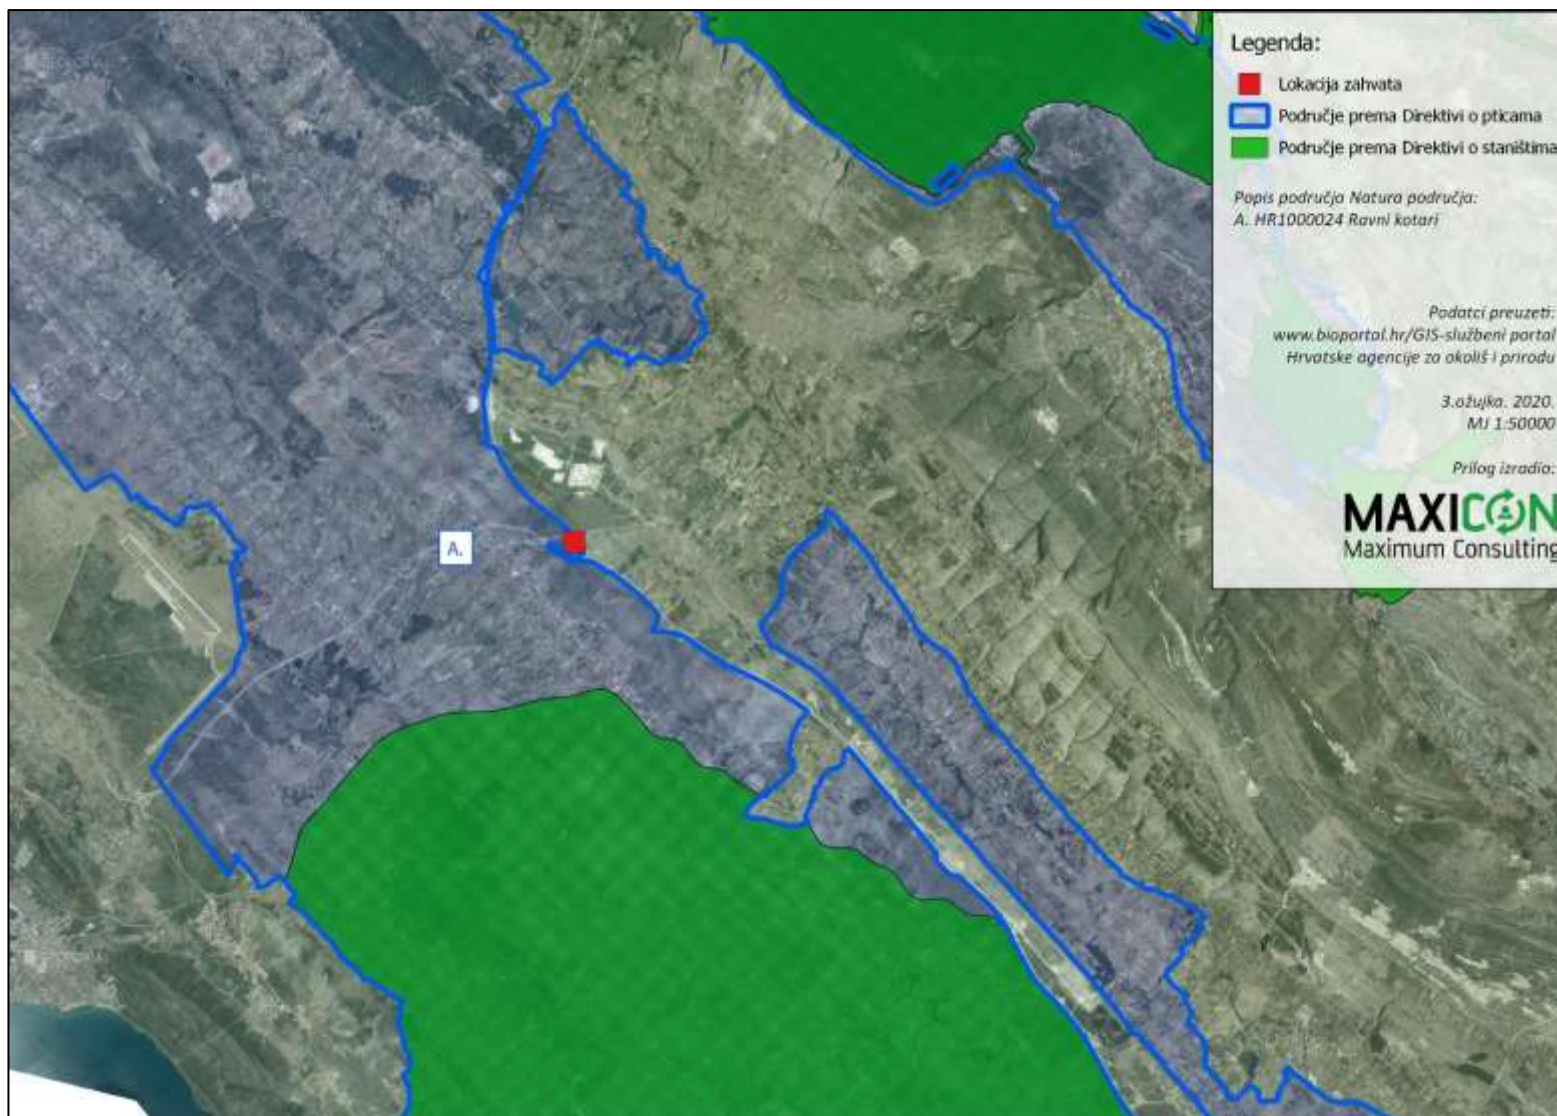 Legenda:
Lokacija zahvata
Područje prema Direktivi o pticama
Područje prema Direktivi o staništima
Popis područja Natura područja:
A. HR1000024 Ravni kotari
Podatci preuzeti:
www.bioportal.hr/GIS-službeni portal
Hrvatske agencije za okoliš i prirodu
3.ožujka. 2020.
MJ 1:50000
Prilog izradio:
MAXICON
Maximum Consulting
A.